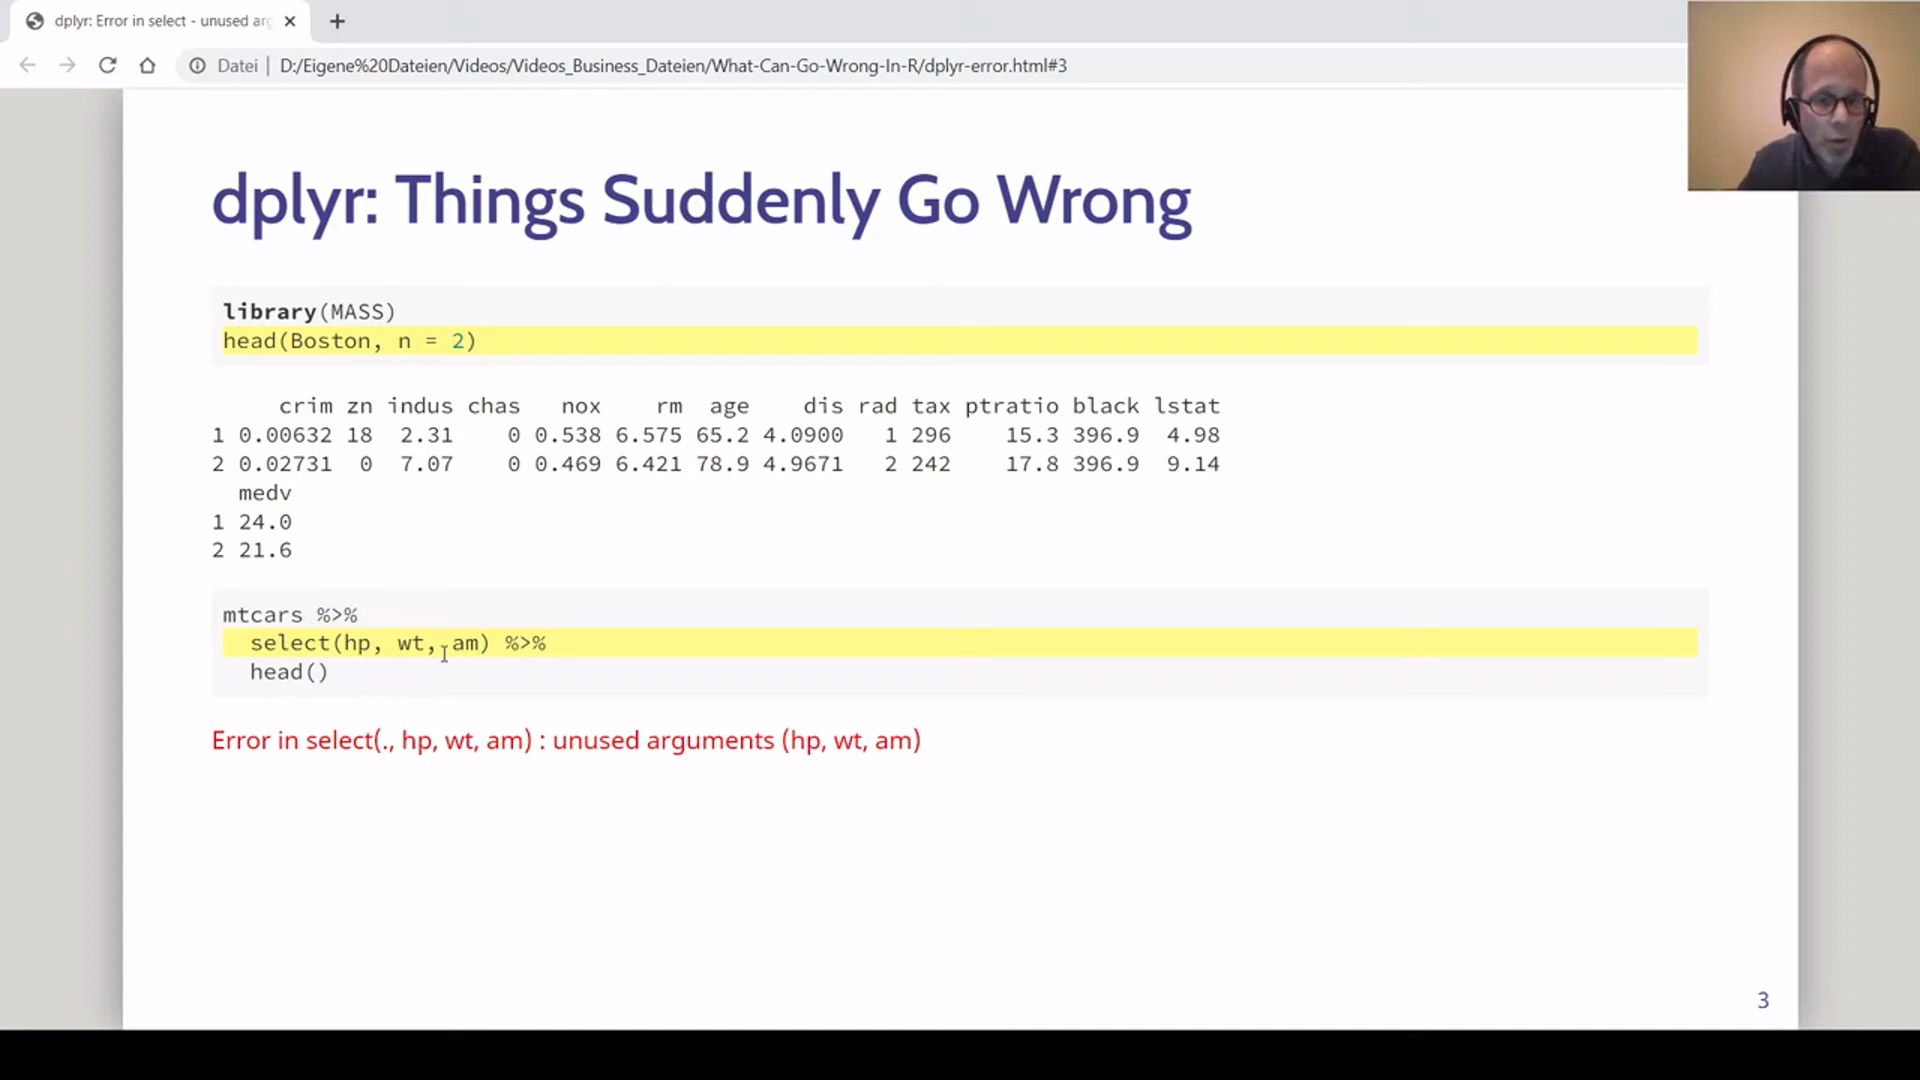 dplyr: Error in select - unused arg
Datei | D:/Eigene%20Dateien/Videos/Videos_Business_Dateien/What-Can-Go-Wrong-In-R/dplyr-error.html#3
dplyr: Things Suddenly Go Wrong
library(MASS)
head(Boston, n = 2)
crim zn indus chas nox rm age dis rad tax ptratio black lstat
1 0.00632 18 2.31 0 0.538 6.575 65.2 4.0900 1 296 15.3 396.9 4.98
2 0.02731 0 7.07 0 0.469 6.421 78.9 4.9671 2 242 17.8 396.9 9.14
medv
1 24.0
2 21.6
mtcars %>%
select(hp, wt, am) %>%
head()
Error in select(., hp, wt, am) : unused arguments (hp, wt, am)
3